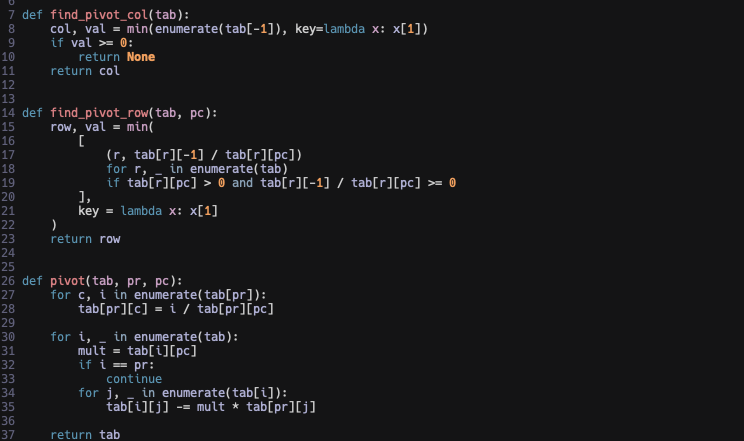 6
7 def find_pivot_col(tab):
8     col, val = min(enumerate(tab[-1]), key=lambda x: x[1])
9     if val >= 0:
10         return None
11     return col
12
13
14 def find_pivot_row(tab, pc):
15     row, val = min(
16         [
17             (r, tab[r][-1] / tab[r][pc])
18             for r, _ in enumerate(tab)
19             if tab[r][pc] > 0 and tab[r][-1] / tab[r][pc] >= 0
20         ],
21         key = lambda x: x[1]
22     )
23     return row
24
25
26 def pivot(tab, pr, pc):
27     for c, i in enumerate(tab[pr]):
28         tab[pr][c] = i / tab[pr][pc]
29
30     for i, _ in enumerate(tab):
31         mult = tab[i][pc]
32         if i == pr:
33             continue
34         for j, _ in enumerate(tab[i]):
35             tab[i][j] -= mult * tab[pr][j]
36
37     return tab